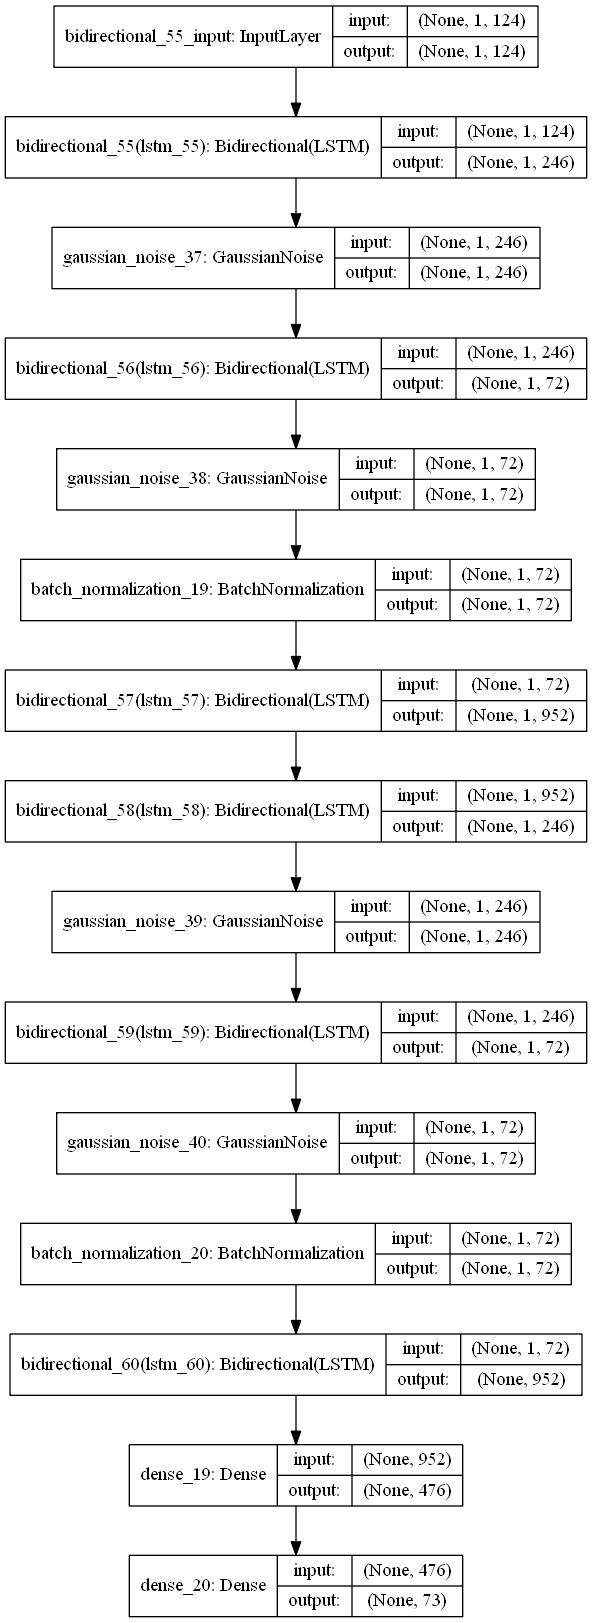 bidirectional_55_input: InputLayer
input: (None, 1, 124)
output: (None, 1, 124)
bidirectional_55(lstm_55): Bidirectional(LSTM)
input: (None, 1, 124)
output: (None, 1, 246)
gaussian_noise_37: GaussianNoise
input: (None, 1, 246)
output: (None, 1, 246)
bidirectional_56(lstm_56): Bidirectional(LSTM)
input: (None, 1, 246)
output: (None, 1, 72)
gaussian_noise_38: GaussianNoise
input: (None, 1, 72)
output: (None, 1, 72)
batch_normalization_19: BatchNormalization
input: (None, 1, 72)
output: (None, 1, 72)
bidirectional_57(lstm_57): Bidirectional(LSTM)
input: (None, 1, 72)
output: (None, 1, 952)
bidirectional_58(lstm_58): Bidirectional(LSTM)
input: (None, 1, 952)
output: (None, 1, 246)
gaussian_noise_39: GaussianNoise
input: (None, 1, 246)
output: (None, 1, 246)
bidirectional_59(lstm_59): Bidirectional(LSTM)
input: (None, 1, 246)
output: (None, 1, 72)
gaussian_noise_40: GaussianNoise
input: (None, 1, 72)
output: (None, 1, 72)
batch_normalization_20: BatchNormalization
input: (None, 1, 72)
output: (None, 1, 72)
bidirectional_60(lstm_60): Bidirectional(LSTM)
input: (None, 1, 72)
output: (None, 952)
dense_19: Dense
input: (None, 952)
output: (None, 476)
dense_20: Dense
input: (None, 476)
output: (None, 73)